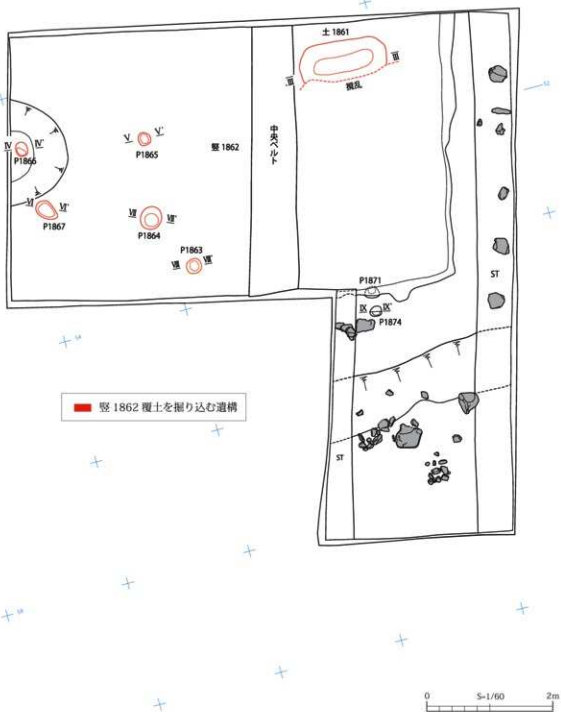 土 1861
Ⅲ
Ⅲ'
撹乱
中央ベルト
竪 1862
Ⅴ
Ⅴ'
P1865
Ⅳ
Ⅳ'
P1866
Ⅵ
Ⅵ'
P1867
Ⅶ
Ⅶ'
P1864
P1863
Ⅷ
Ⅷ'
ST
P1871
Ⅸ
Ⅸ'
P1874
竪 1862 覆土を掘り込む遺構
ST
0
S=1/60
2m